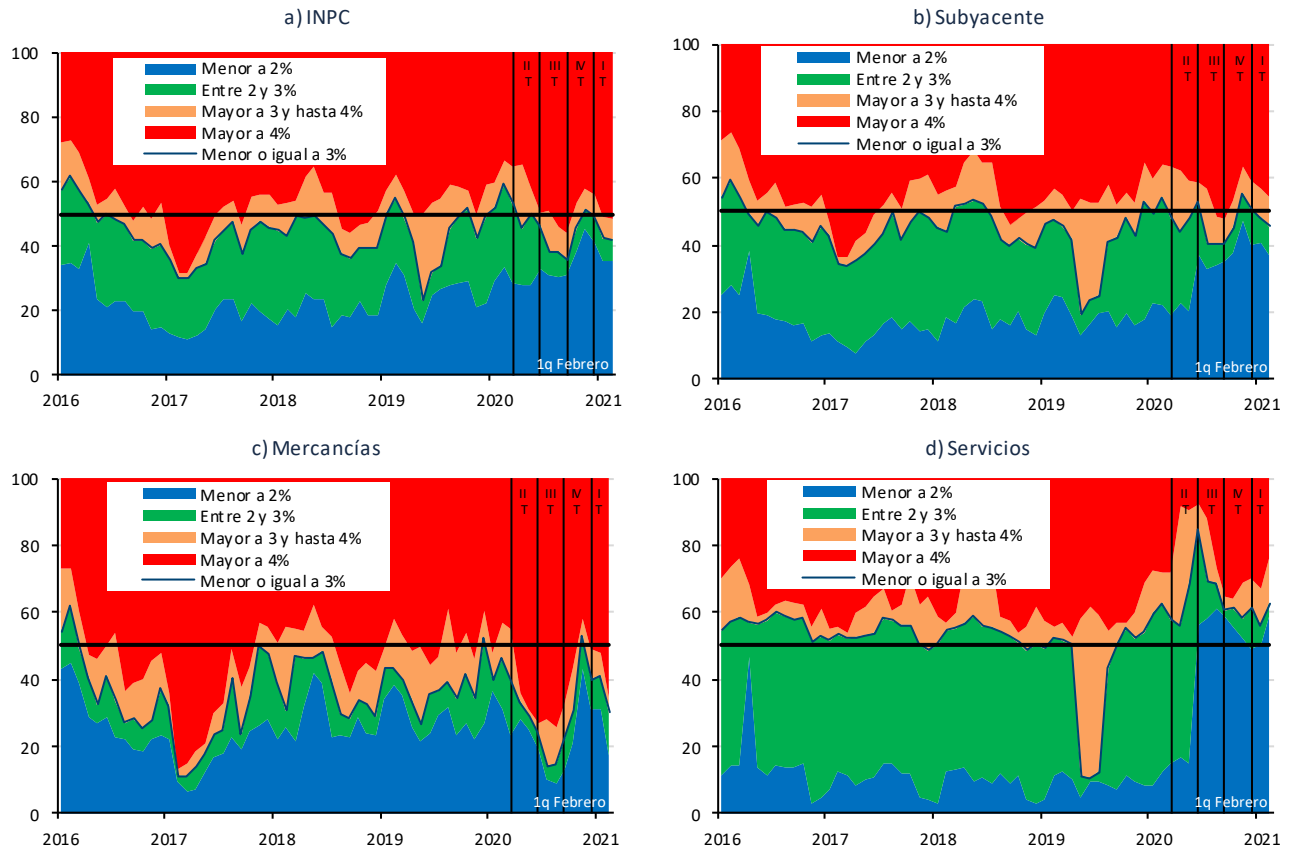 a) INPC
100
80
60
40
20
0
Menor a 2%
Entre 2 y 3%
Mayor a 3 y hasta 4%
Mayor a 4%
Menor o igual a 3%
II T
III T
IV T
I T
1q Febrero
2016 2017 2018 2019 2020 2021
b) Subyacente
100
80
60
40
20
0
Menor a 2%
Entre 2 y 3%
Mayor a 3 y hasta 4%
Mayor a 4%
Menor o igual a 3%
II T
III T
IV T
I T
1q Febrero
2016 2017 2018 2019 2020 2021
c) Mercancías
100
80
60
40
20
0
Menor a 2%
Entre 2 y 3%
Mayor a 3 y hasta 4%
Mayor a 4%
Menor o igual a 3%
II T
III T
IV T
I T
1q Febrero
2016 2017 2018 2019 2020 2021
d) Servicios
100
80
60
40
20
0
Menor a 2%
Entre 2 y 3%
Mayor a 3 y hasta 4%
Mayor a 4%
Menor o igual a 3%
II T
III T
IV T
I T
1q Febrero
2016 2017 2018 2019 2020 2021